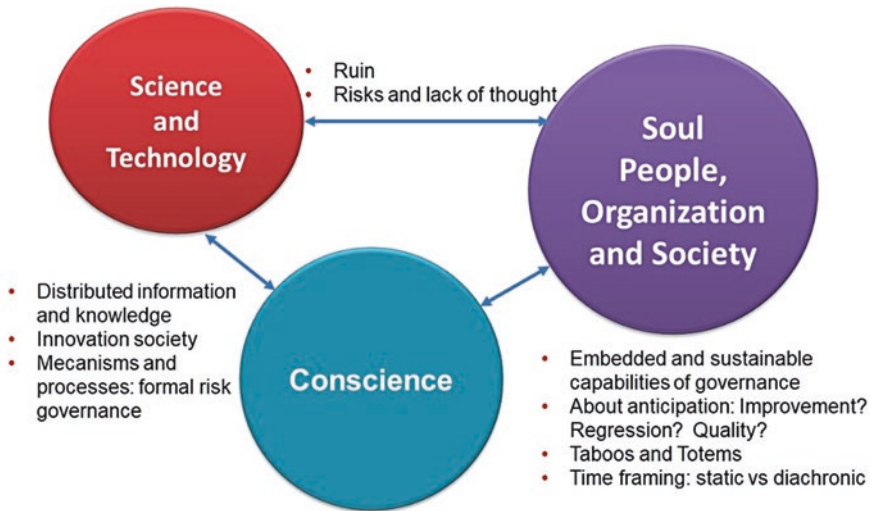 Science
and
Technology
• Ruin
• Risks and lack of thought
Soul
People,
Organization
and Society
• Distributed information
and knowledge
• Innovation society
• Mecanisms and
processes: formal risk
governance
Conscience
• Embedded and sustainable
capabilities of governance
• About anticipation: Improvement?
Regression? Quality?
• Taboos and Totems
• Time framing: static vs diachronic